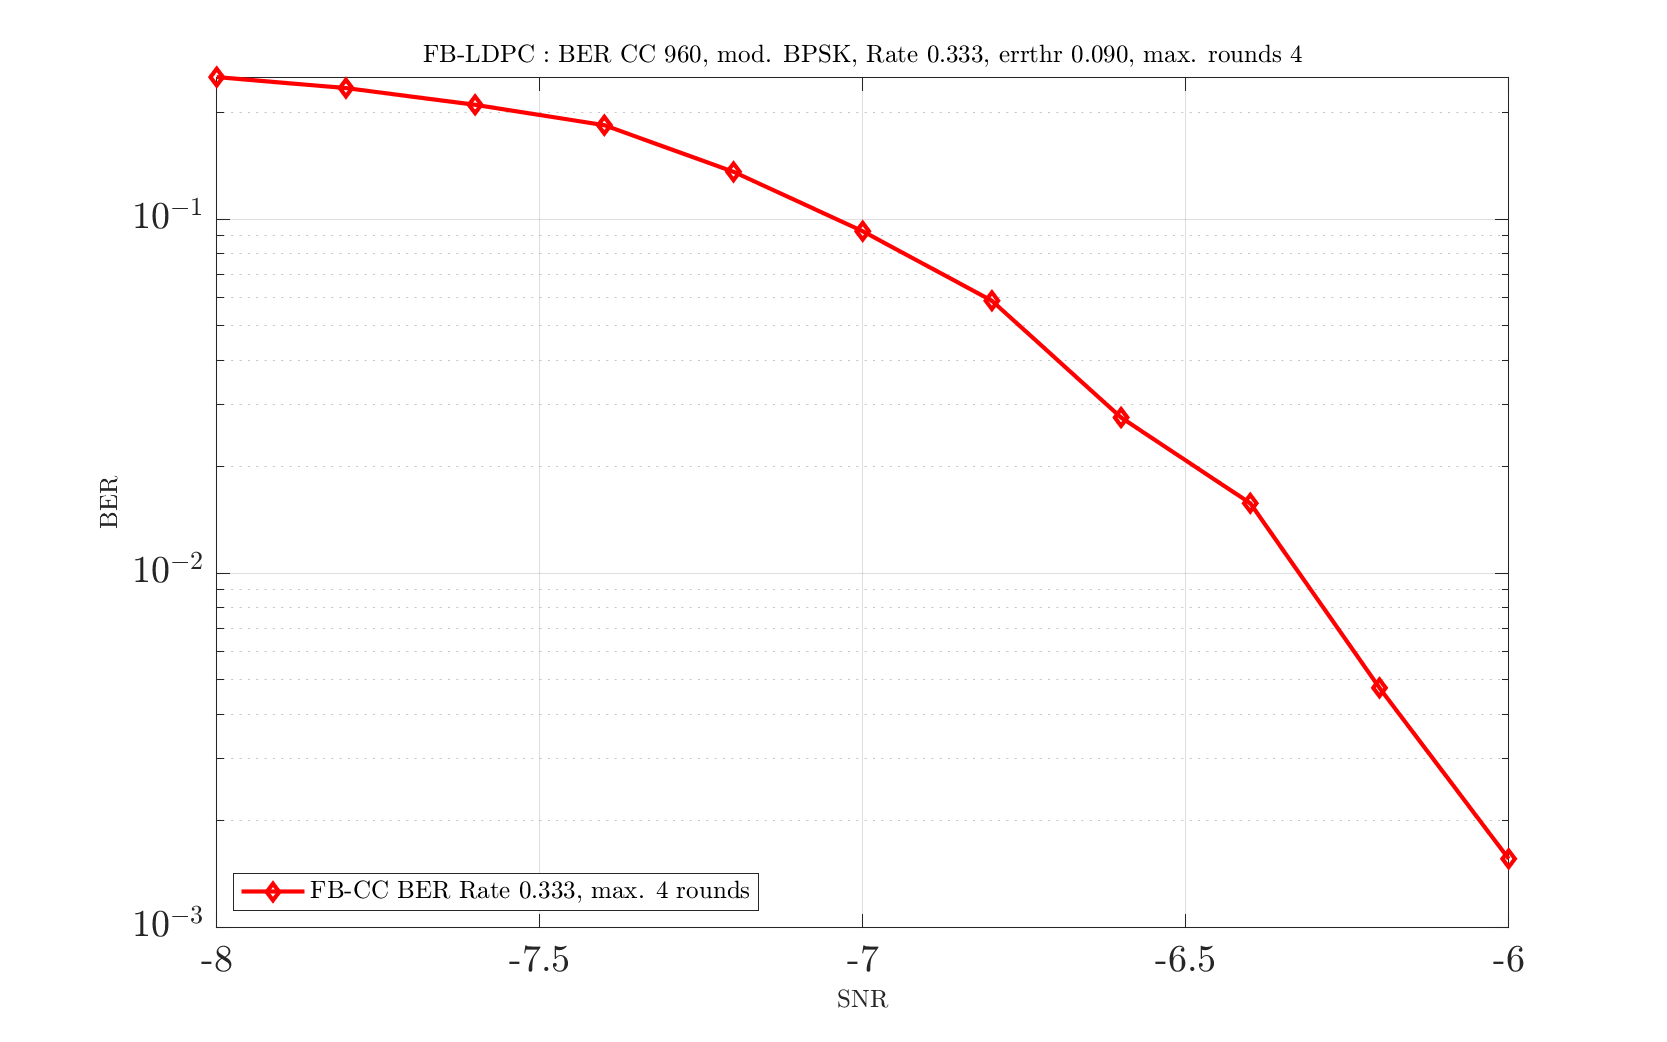 FB-LDPC : BER CC 960, mod. BPSK, Rate 0.333, errthr 0.090, max. rounds 4
10⁻¹
BER
10⁻²
FB-CC BER Rate 0.333, max. 4 rounds
10⁻³
-8 -7.5 -7 -6.5 -6
SNR